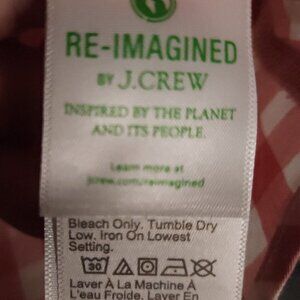 RE-IMAGINED
BY J.CREW
INSPIRED BY THE PLANET
AND ITS PEOPLE.
Learn more at
jcrew.com/reimagined
Bleach Only. Tumble Dry
Low. Iron On Lowest
Setting.
30
Laver À La Machine À
L'eau Froide. Laver En